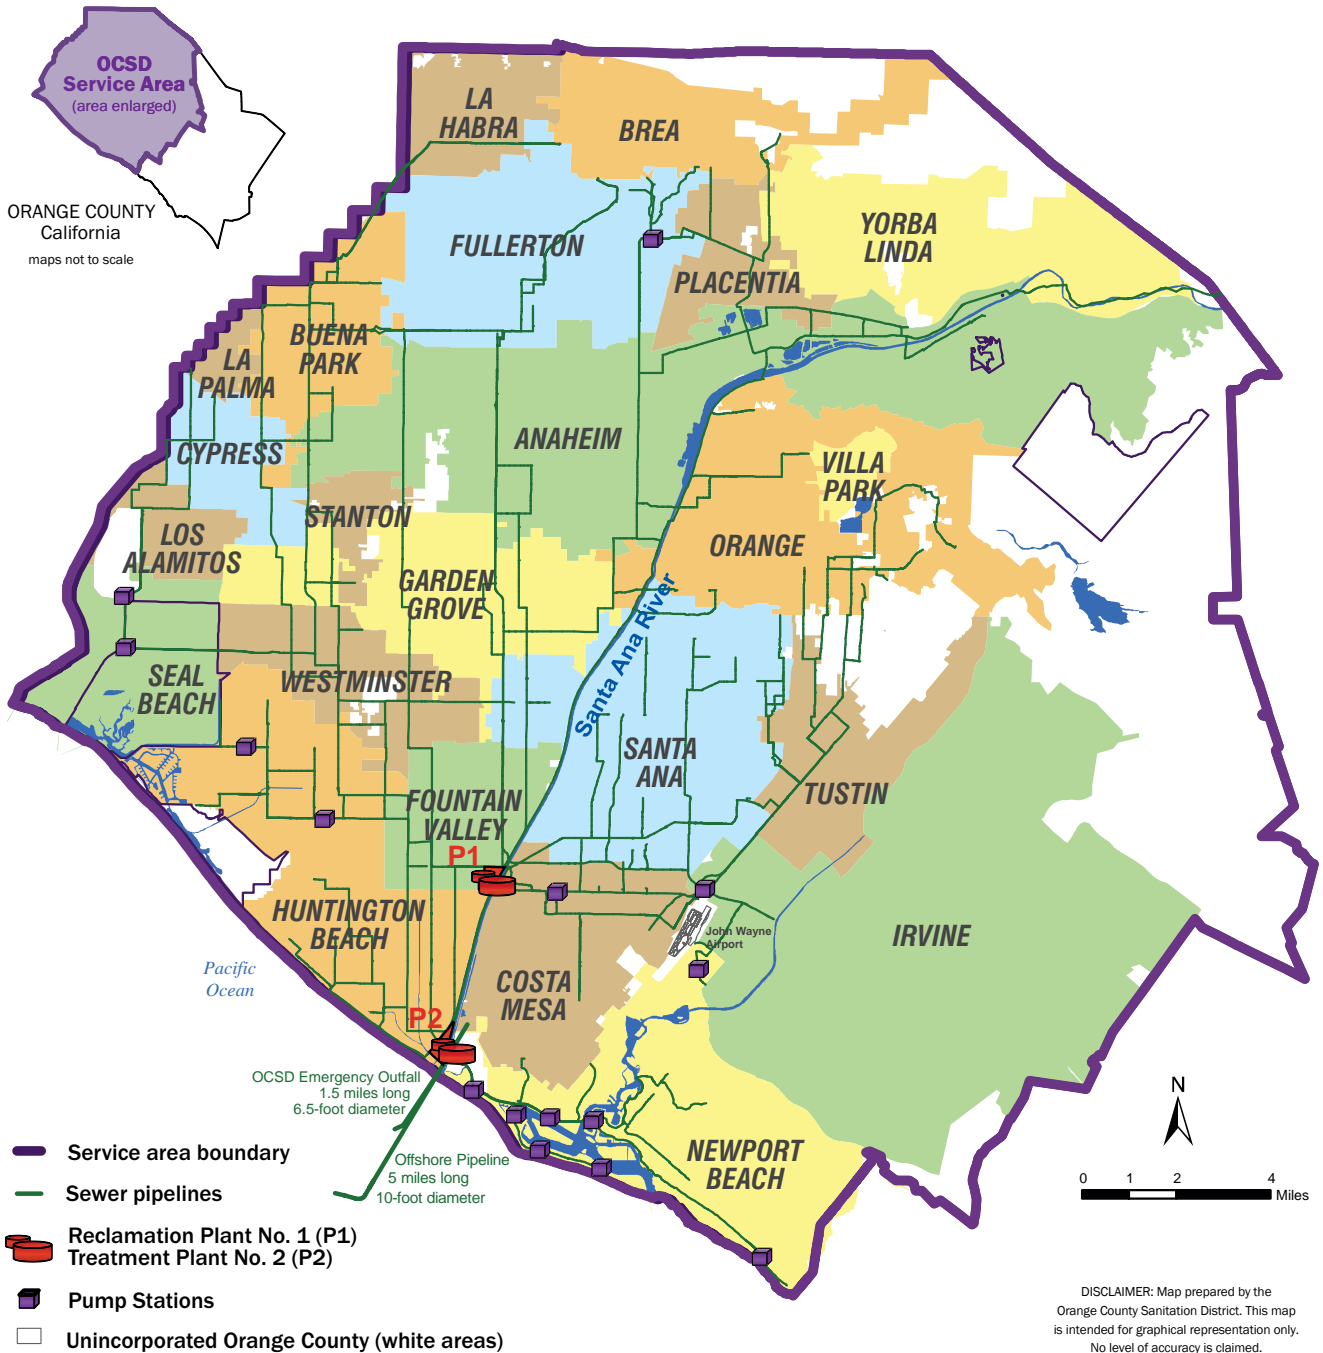 OCSD
Service Area
(area enlarged)
ORANGE COUNTY
California
maps not to scale
LA
HABRA
BREA
FULLERTON
YORBA
LINDA
PLACENTIA
BUENA
PARK
LA
PALMA
CYPRESS
ANAHEIM
VILLA
PARK
STANTON
LOS
ALAMITOS
ORANGE
GARDEN
GROVE
Santa Ana River
SEAL
BEACH
WESTMINSTER
SANTA
ANA
TUSTIN
FOUNTAIN
VALLEY
P1
HUNTINGTON
BEACH
John Wayne
Airport
IRVINE
Pacific
Ocean
COSTA
MESA
P2
OCSD Emergency Outfall
1.5 miles long
6.5-foot diameter
Offshore Pipeline
5 miles long
10-foot diameter
NEWPORT
BEACH
N
0 1 2 4
Miles
Service area boundary
Sewer pipelines
Reclamation Plant No. 1 (P1)
Treatment Plant No. 2 (P2)
Pump Stations
Unincorporated Orange County (white areas)
DISCLAIMER: Map prepared by the
Orange County Sanitation District. This map
is intended for graphical representation only.
No level of accuracy is claimed.